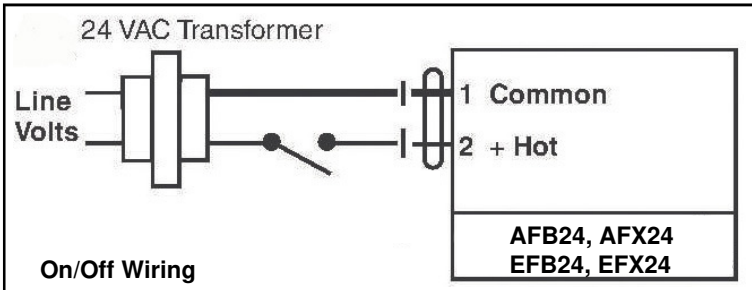 24 VAC Transformer
Line
Volts
1 Common
2 + Hot
AFB24, AFX24
EFB24, EFX24
On/Off Wiring